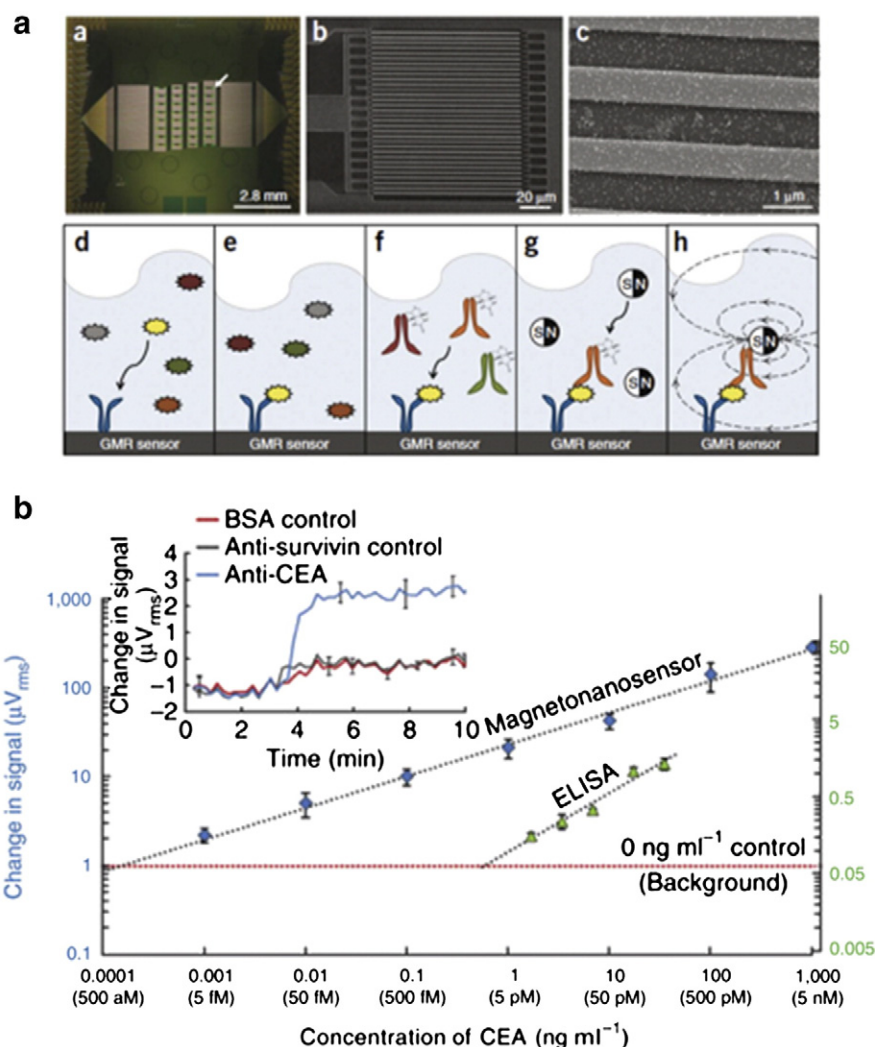 a
a
b
c
2.8 mm
20 μm
1 μm
d
e
f
g
h
S N
S N
S N
S N
GMR sensor
GMR sensor
GMR sensor
GMR sensor
GMR sensor
b
BSA control
Anti-survivin control
Anti-CEA
Change in signal
(μVrms)
4
3
2
1
0
−1
−2
0
2
4
6
8
10
Time (min)
Change in signal (μVrms)
1,000
100
10
1
0.1
50
5
0.5
0.05
0.005
Magnetonanosensor
ELISA
0 ng ml⁻¹ control
(Background)
0.0001
(500 aM)
0.001
(5 fM)
0.01
(50 fM)
0.1
(500 fM)
1
(5 pM)
10
(50 pM)
100
(500 pM)
1,000
(5 nM)
Concentration of CEA (ng ml⁻¹)